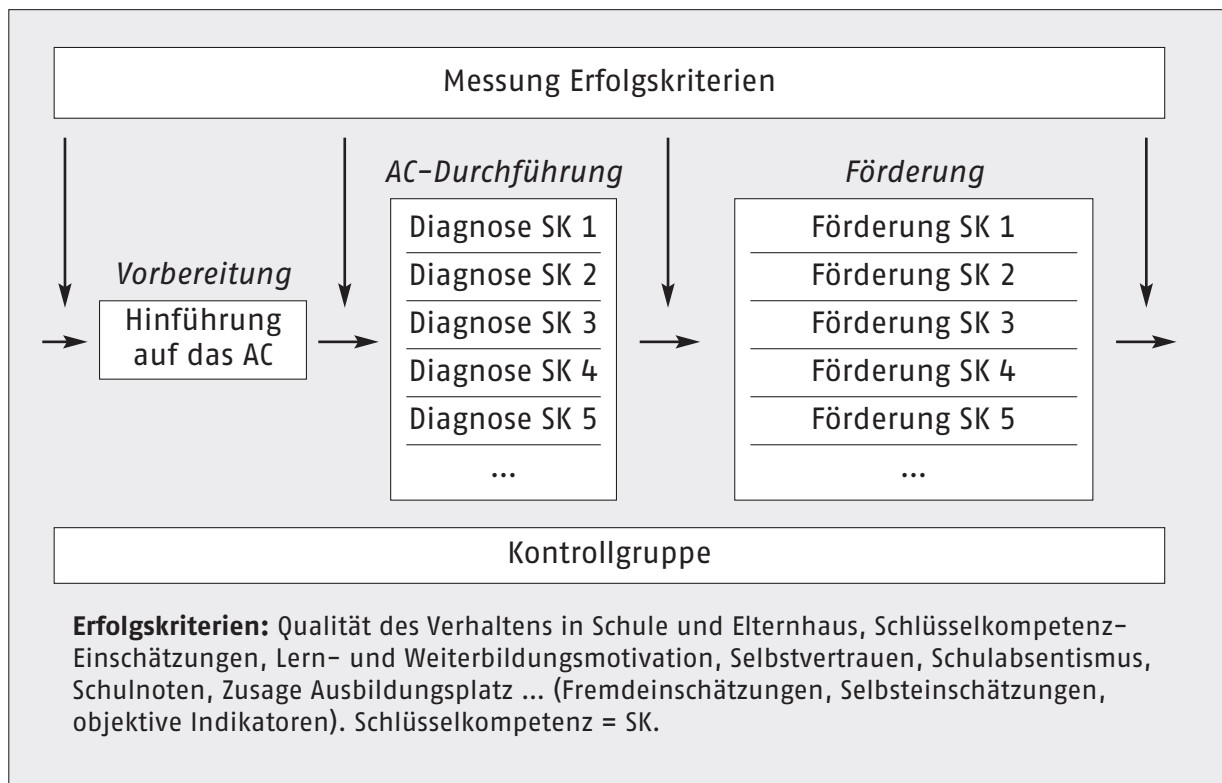 Messung Erfolgskriterien
AC-Durchführung
Förderung
Vorbereitung
Hinführung
auf das AC
Diagnose SK 1
Diagnose SK 2
Diagnose SK 3
Diagnose SK 4
Diagnose SK 5
...
Förderung SK 1
Förderung SK 2
Förderung SK 3
Förderung SK 4
Förderung SK 5
...
Kontrollgruppe
Erfolgskriterien: Qualität des Verhaltens in Schule und Elternhaus, Schlüsselkompetenz-
Einschätzungen, Lern- und Weiterbildungsmotivation, Selbstvertrauen, Schulabsentismus,
Schulnoten, Zusage Ausbildungsplatz ... (Fremdeinschätzungen, Selbsteinschätzungen,
objektive Indikatoren). Schlüsselkompetenz = SK.